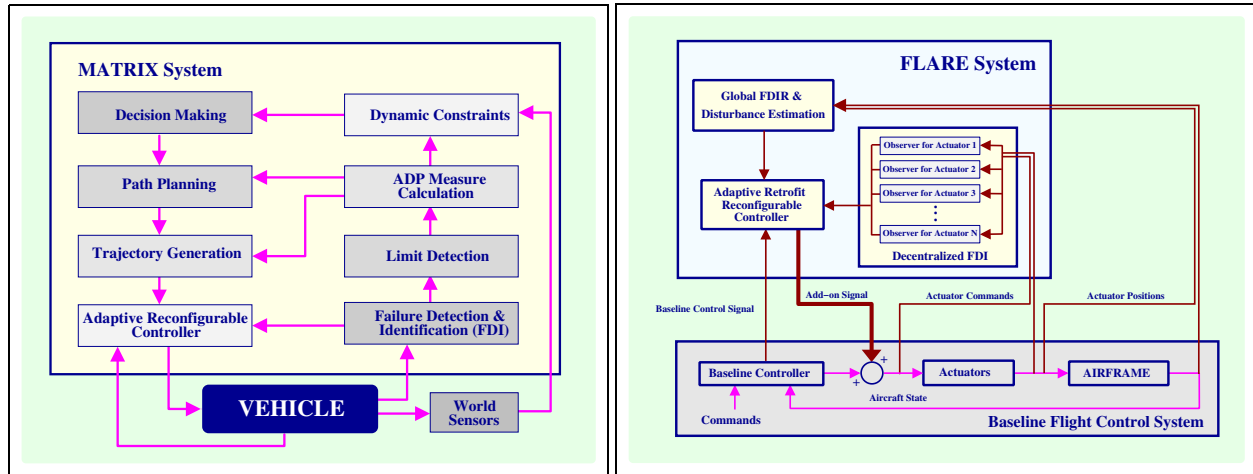 MATRIX System
Decision Making
Dynamic Constraints
Path Planning
ADP Measure
Calculation
Trajectory Generation
Limit Detection
Adaptive Reconfigurable
Controller
Failure Detection &
Identification (FDI)
VEHICLE
World
Sensors
FLARE System
Global FDIR &
Disturbance Estimation
Observer for Actuator 1
Observer for Actuator 2
Observer for Actuator 3
Observer for Actuator N
Decentralized FDI
Adaptive Retrofit
Reconfigurable
Controller
Baseline Control Signal
Add-on Signal
Actuator Commands
Actuator Positions
Baseline Controller
+
+
Actuators
AIRFRAME
Aircraft State
Commands
Baseline Flight Control System